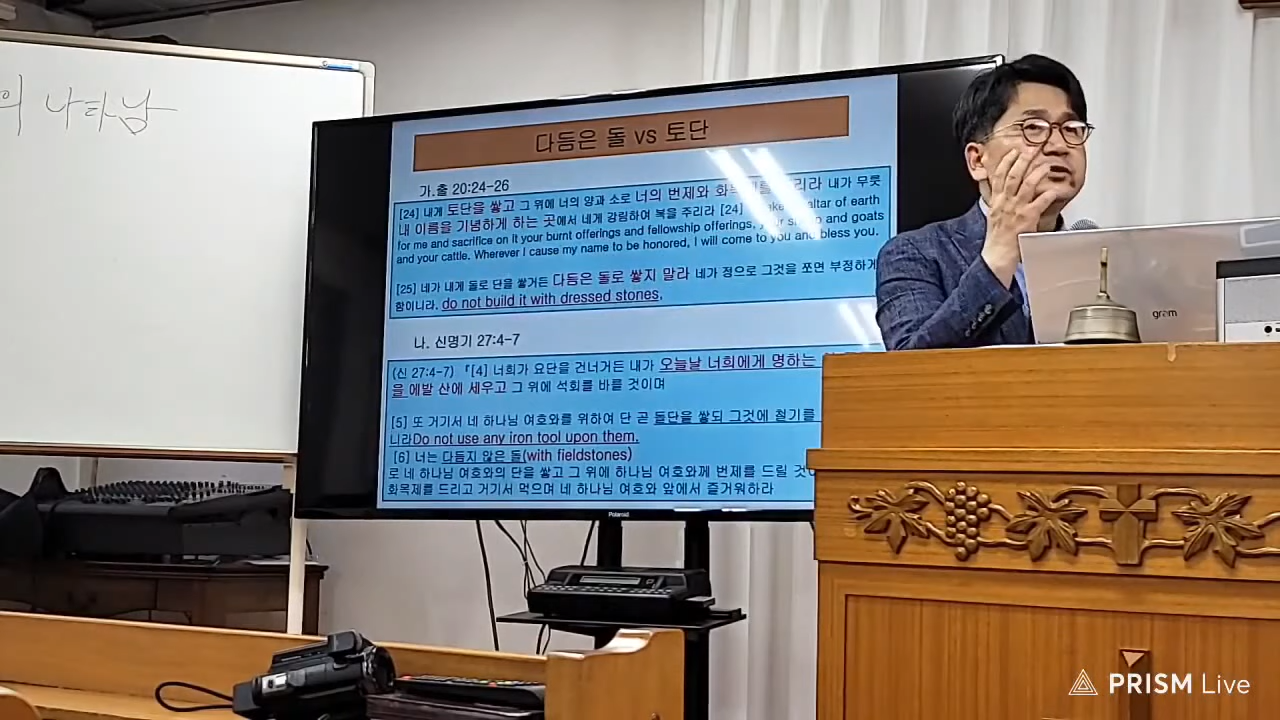 의 나타남
다듬은 돌 vs 토단
가.출 20:24-26
[24] 내게 토단을 쌓고 그 위에 너의 양과 소로 너의 번제와 리라 내가 무릇
내 이름을 기념하게 하는 곳에서 네게 강림하여 복을 주리라 [24] altar of earth
for me and sacrifice on it your burnt offerings and fellowship offerings, and goats
and your cattle. Wherever I cause my name to be honored, I will come to you and bless you.
[25] 네가 내게 돌로 단을 쌓거든 다듬은 돌로 쌓지 말라 네가 정으로 그것을 쪼면 부정하게
함이니라. do not build it with dressed stones.
나. 신명기 27:4-7
(신 27:4-7) 『[4] 너희가 요단을 건너거든 내가 오늘날 너희에게 명하는
을 에발 산에 세우고 그 위에 석회를 바를 것이며
[5] 또 거기서 네 하나님 여호와를 위하여 단 곧 돌단을 쌓되 그것에 철기를
니라Do not use any iron tool upon them.
[6] 너는 다듬지 않은 돌(with fieldstones)
로 네 하나님 여호와의 단을 쌓고 그 위에 하나님 여호와께 번제를 드릴
화목제를 드리고 거기서 먹으며 네 하나님 여호와 앞에서 즐거워하라
Polaroid
gram
PRISM Live